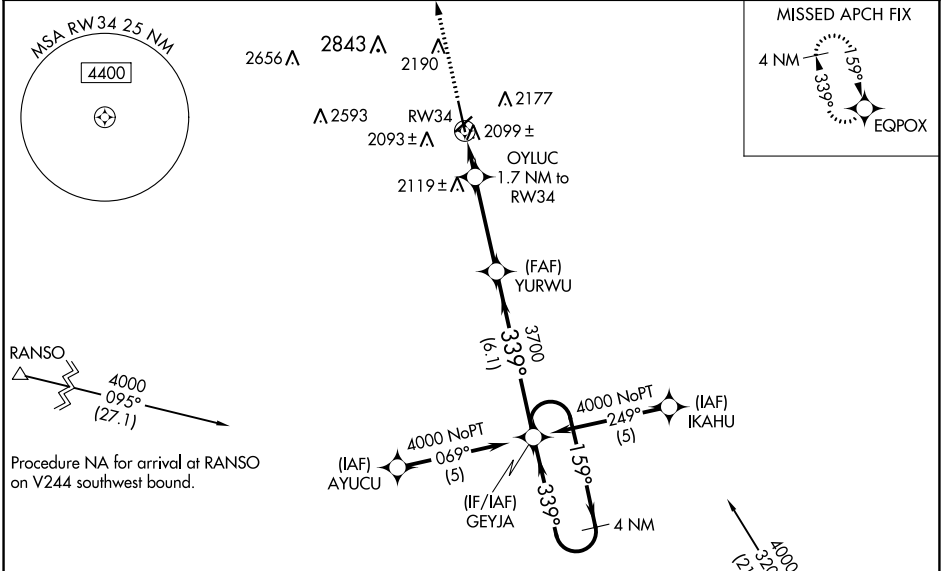 MSA RW34 25 NM
4400
2656
2843
2190
2593
RW34
2177
2093 ±
2099 ±
OYLUC
1.7 NM to
RW34
2119 ±
(FAF)
YURWU
3700
339°
(6.1)
MISSED APCH FIX
4 NM
159°
339°
EQPOX
RANSO
4000
095°
(27.1)
Procedure NA for arrival at RANSO
on V244 southwest bound.
(IAF)
AYUCU
4000 NoPT
069°
(5)
(IF/IAF)
GEYJA
4000 NoPT
249°
(5)
(IAF)
IKAHU
159°
339°
4 NM
4000